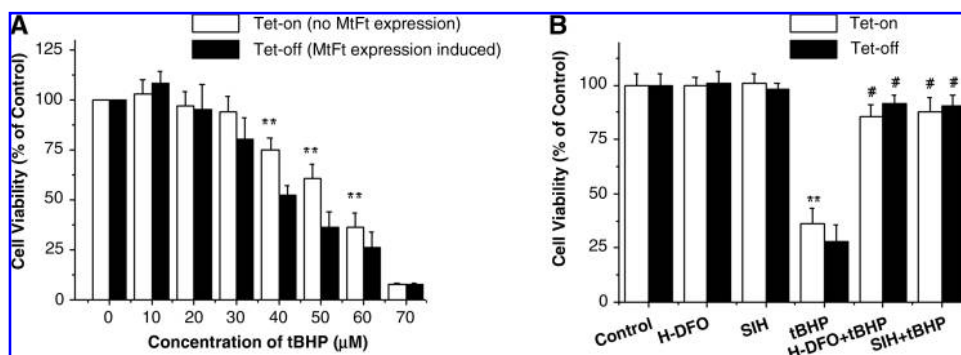 A
Tet-on (no MtFt expression)
Tet-off (MtFt expression induced)
Cell Viability (% of Control)
125
100
75
50
25
0
**
**
**
0 10 20 30 40 50 60 70
Concentration of tBHP (μM)
B
Tet-on
Tet-off
Cell Viability (% of Control)
125
100
75
50
25
0
**
# # # #
Control H-DFO SIH tBHP H-DFO+tBHP SIH+tBHP